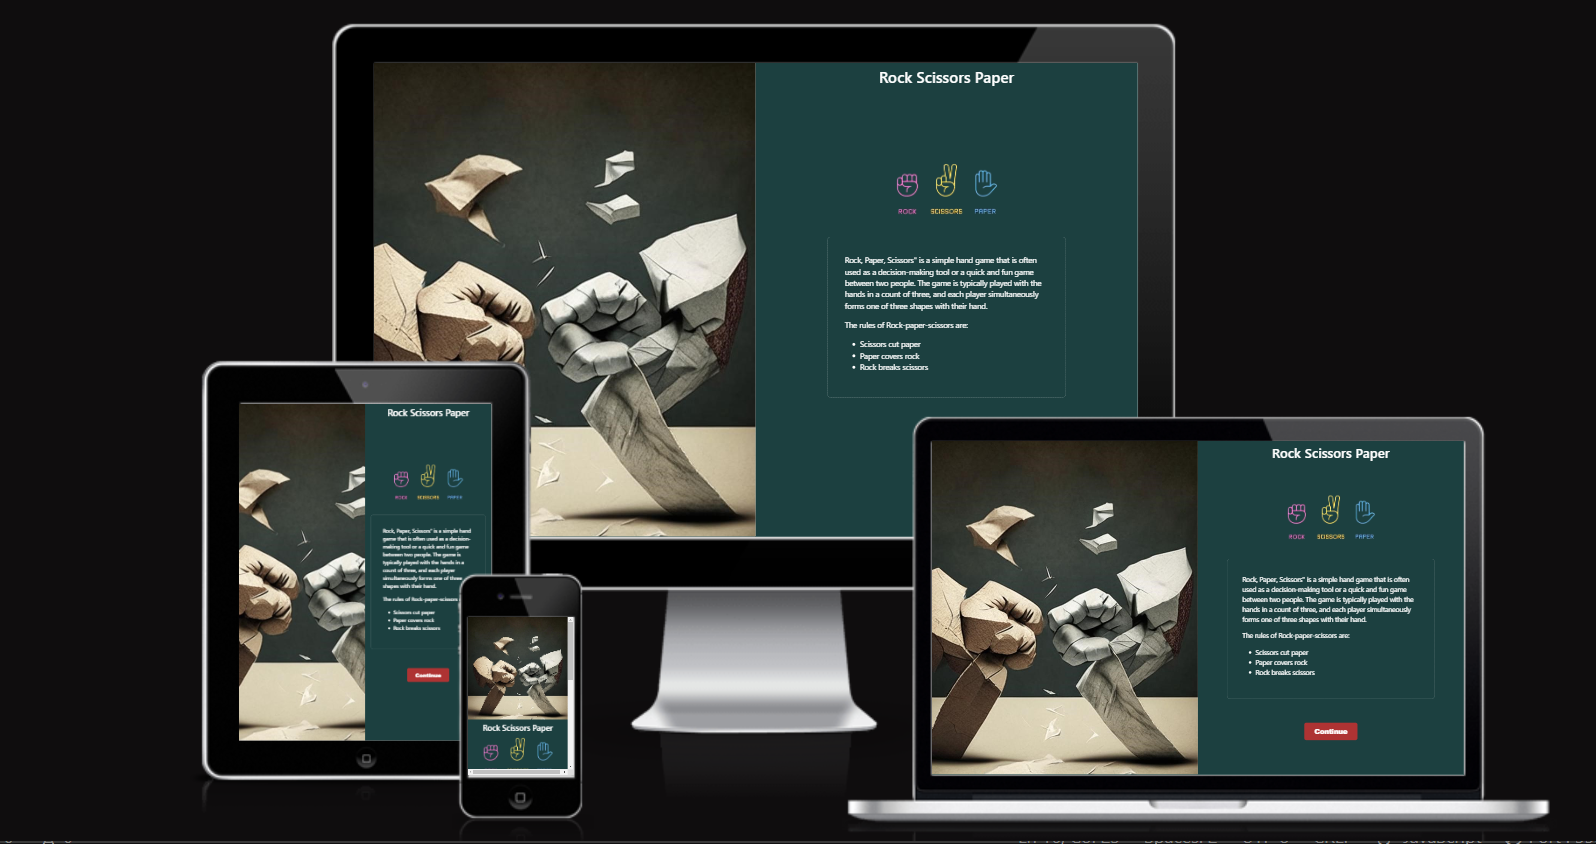 Rock Scissors Paper
ROCK SCISSORS PAPER
Rock, Paper, Scissors" is a simple hand game that is often
used as a decision-making tool or a quick and fun game
between two people. The game is typically played with the
hands in a count of three, and each player simultaneously
forms one of three shapes with their hand.
The rules of Rock-paper-scissors are:
• Scissors cut paper
• Paper covers rock
• Rock breaks scissors
Rock Scissors Paper
ROCK SCISSORS PAPER
Rock, Paper, Scissors" is a simple hand
game that is often used as a decision-
making tool or a quick and fun game
between two people. The game is
typically played with the hands in a
count of three, and each player
simultaneously forms one of three
shapes with their hand.
The rules of Rock-paper-scissors
• Scissors cut paper
• Paper covers rock
• Rock breaks scissors
Continue
Rock Scissors Paper
Rock Scissors Paper
ROCK SCISSORS PAPER
Rock, Paper, Scissors" is a simple hand game that is often
used as a decision-making tool or a quick and fun game
between two people. The game is typically played with the
hands in a count of three, and each player simultaneously
forms one of three shapes with their hand.
The rules of Rock-paper-scissors are:
• Scissors cut paper
• Paper covers rock
• Rock breaks scissors
Continue